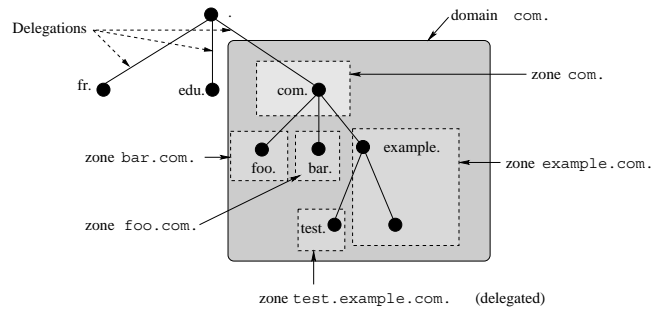 .
domain com.
Delegations
fr.
edu.
com.
zone com.
zone bar.com.
foo.
bar.
example.
zone example.com.
zone foo.com.
test.
zone test.example.com. (delegated)